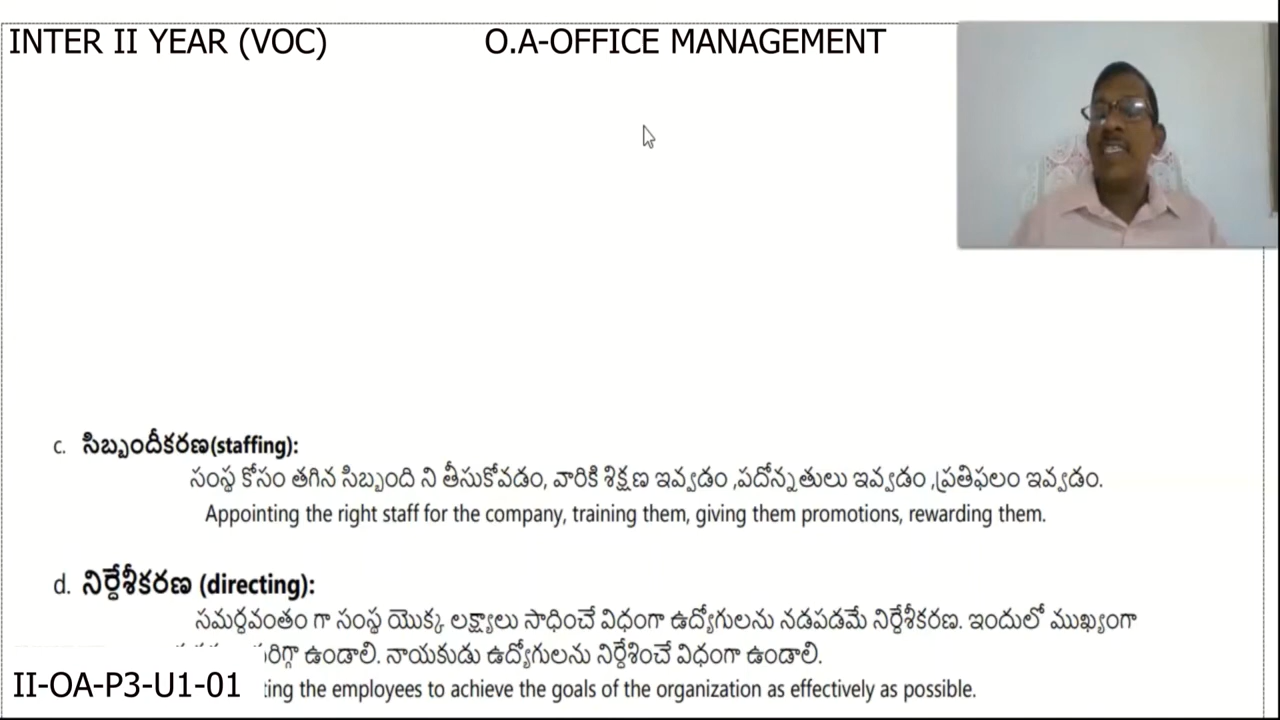 INTER II YEAR (VOC) O.A-OFFICE MANAGEMENT
c. సిబ్బందీకరణ(staffing):
సంస్థ కోసం తగిన సిబ్బంది ని తీసుకోవడం, వారికి శిక్షణ ఇవ్వడం ,పదోన్నతులు ఇవ్వడం ,ప్రతిఫలం ఇవ్వడం.
Appointing the right staff for the company, training them, giving them promotions, rewarding them.
d. నిర్దేశీకరణ (directing):
సమర్ధవంతం గా సంస్థ యొక్క లక్ష్యాలు సాధించే విధంగా ఉద్యోగులను నడపడమే నిర్దేశీకరణ. ఇందులో ముఖ్యంగా
ఉండాలి. నాయకుడు ఉద్యోగులను నిర్దేశించే విధంగా ఉండాలి.
the employees to achieve the goals of the organization as effectively as possible.
II-OA-P3-U1-01